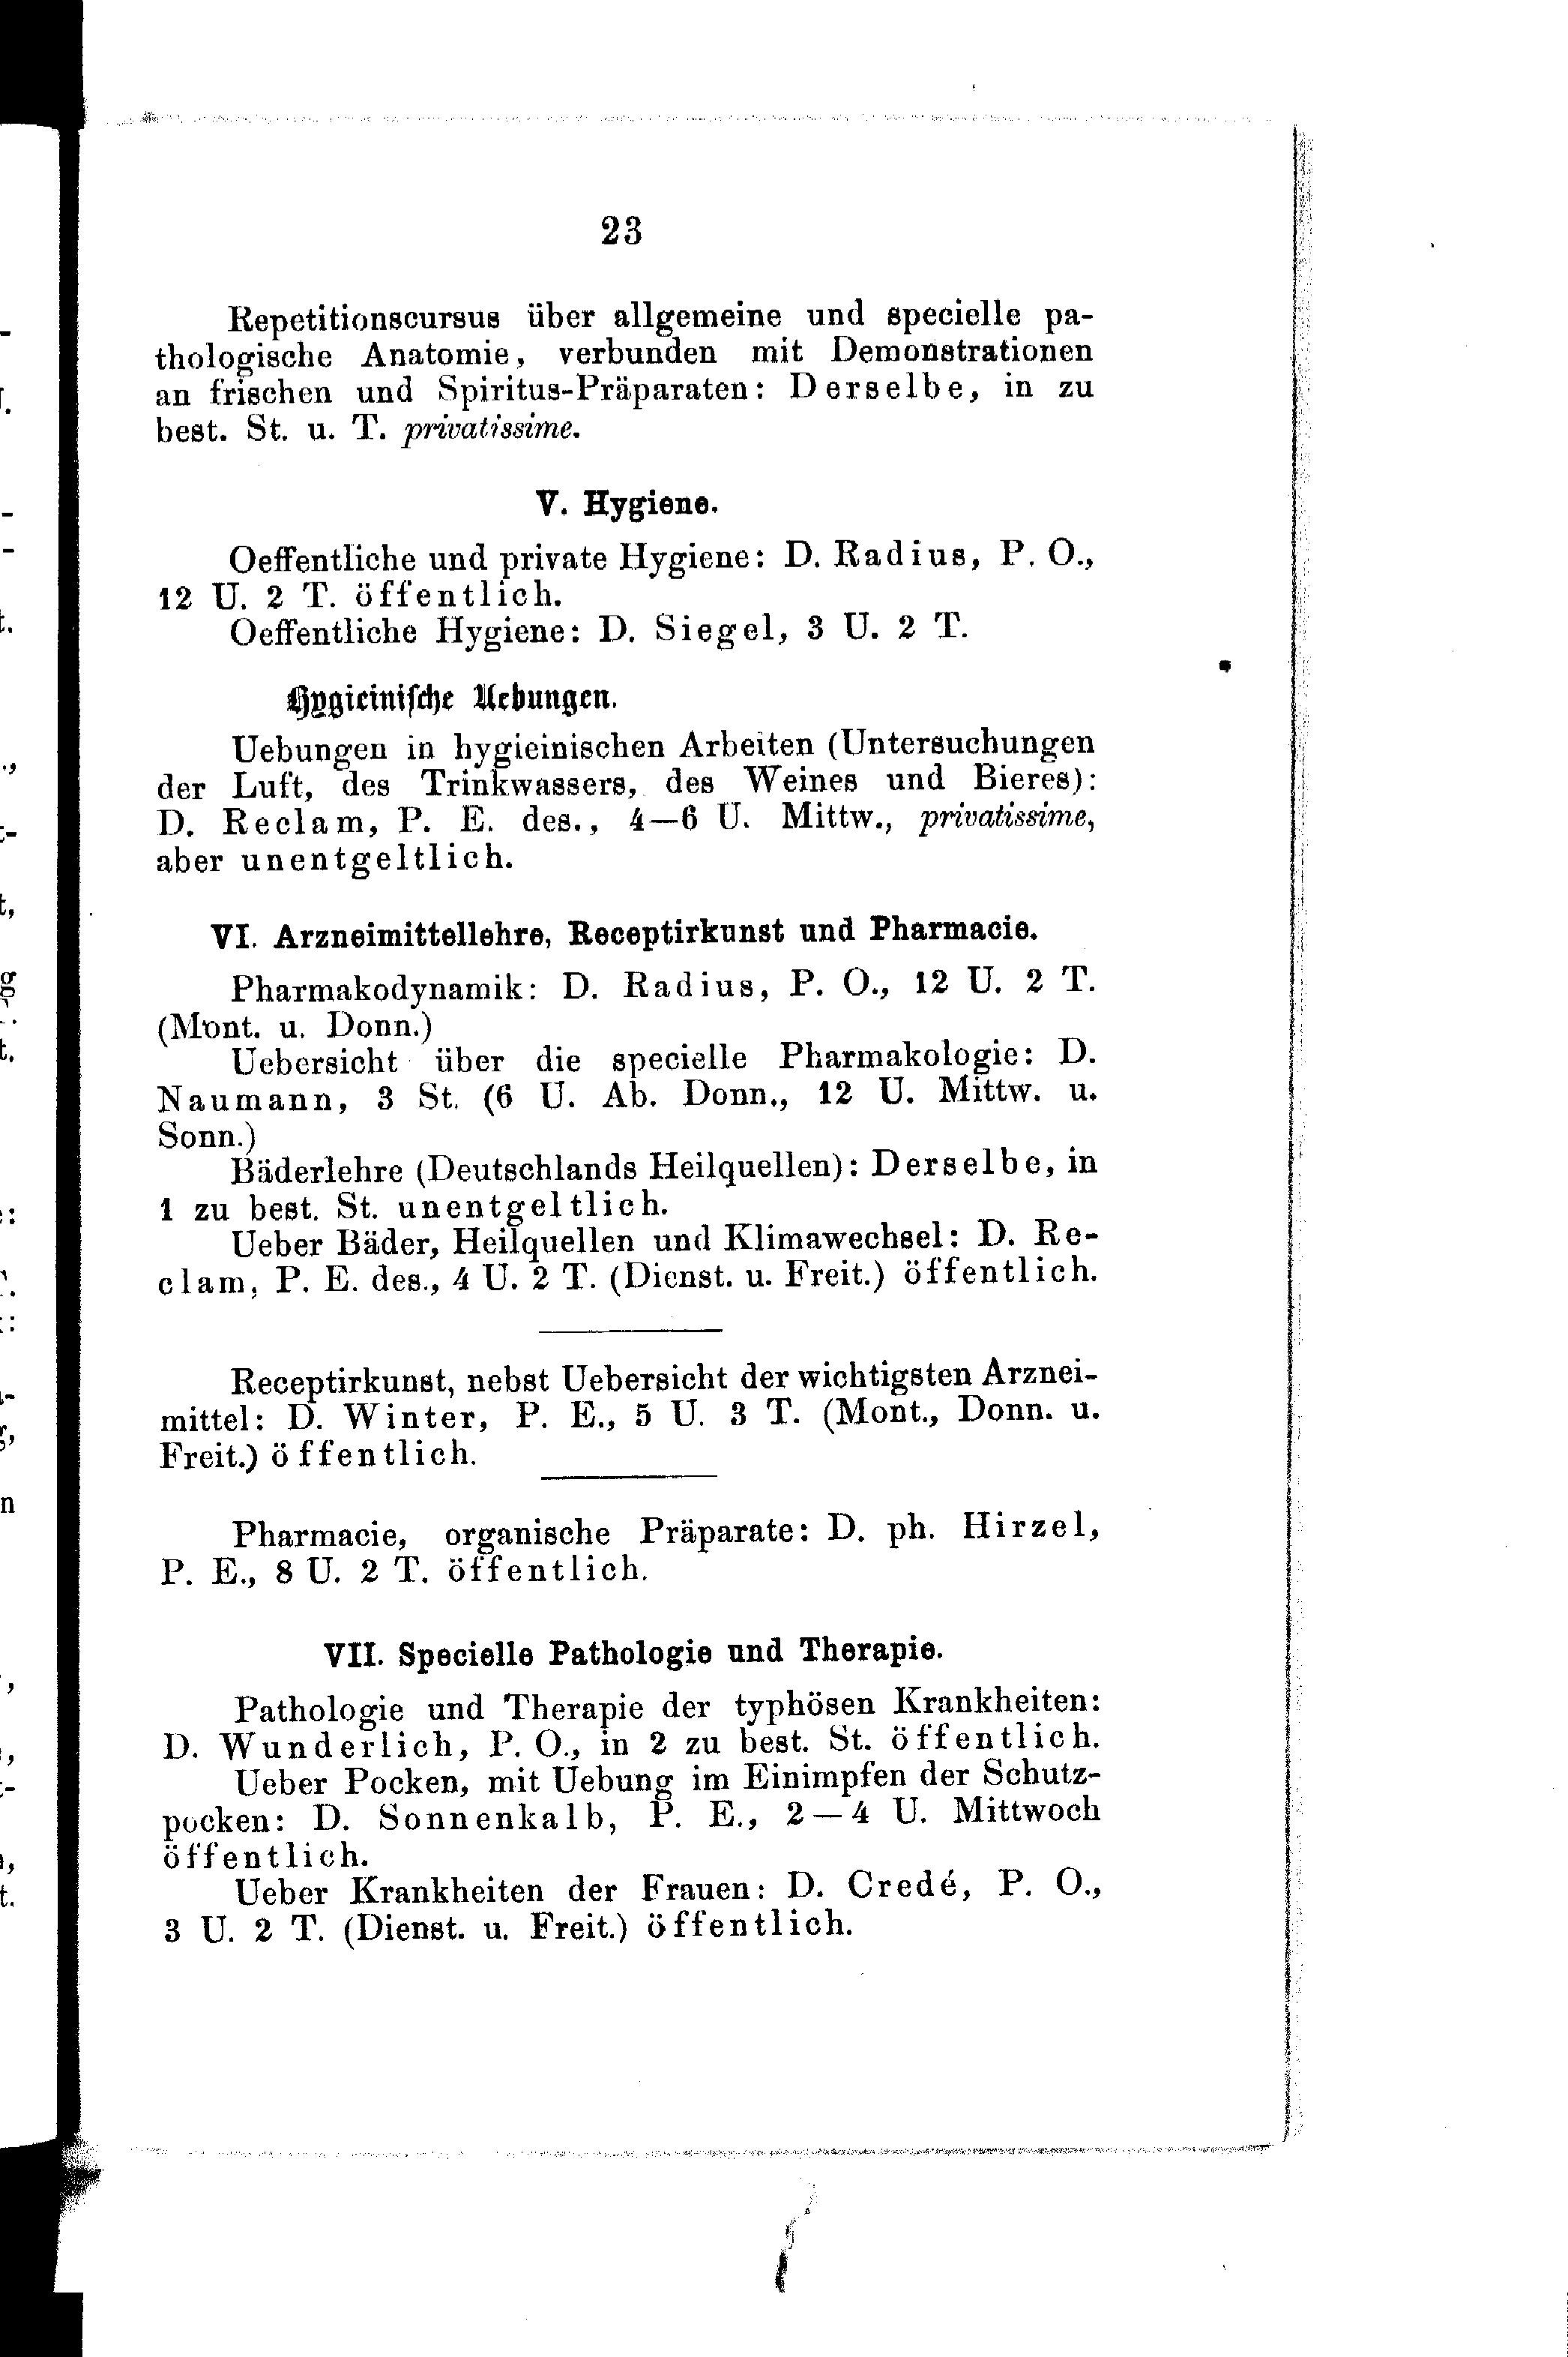 23
Repetitionscursus über allgemeine und specielle pa-
thologische Anatomie, verbunden mit Demonstrationen
an frischen und Spiritus-Präparaten: Derselbe, in zu
best. St. u. T. privatissime.
V. Hygiene.
Oeffentliche und private Hygiene: D. Radius, P. O.,
12 U. 2 T. öffentlich.
Oeffentliche Hygiene: D. Siegel, 3 U. 2 T.
Hygieinische Uebungen.
Uebungen in hygieinischen Arbeiten (Untersuchungen
der Luft, des Trinkwassers, des Weines und Bieres):
D. Reclam, P. E. des., 4—6 U. Mittw., privatissime,
aber unentgeltlich.
VI. Arzneimittellehre, Receptirkunst und Pharmacie.
Pharmakodynamik: D. Radius, P. O., 12 U. 2 T.
(Mont. u. Donn.)
Uebersicht über die specielle Pharmakologie: D.
Naumann, 3 St. (6 U. Ab. Donn., 12 U. Mittw. u.
Sonn.)
Bäderlehre (Deutschlands Heilquellen): Derselbe, in
1 zu best. St. unentgeltlich.
Ueber Bäder, Heilquellen und Klimawechsel: D. Re-
clam, P. E. des., 4 U. 2 T. (Dienst. u. Freit.) öffentlich.
Receptirkunst, nebst Uebersicht der wichtigsten Arznei-
mittel: D. Winter, P. E., 5 U. 3 T. (Mont., Donn. u.
Freit.) öffentlich.
Pharmacie, organische Präparate: D. ph. Hirzel,
P. E., 8 U. 2 T. öffentlich.
VII. Specielle Pathologie und Therapie.
Pathologie und Therapie der typhösen Krankheiten:
D. Wunderlich, P. O., in 2 zu best. St. öffentlich.
Ueber Pocken, mit Uebung im Einimpfen der Schutz-
pocken: D. Sonnenkalb, P. E., 2—4 U. Mittwoch
öffentlich.
Ueber Krankheiten der Frauen: D. Credé, P. O.,
3 U. 2 T. (Dienst. u. Freit.) öffentlich.